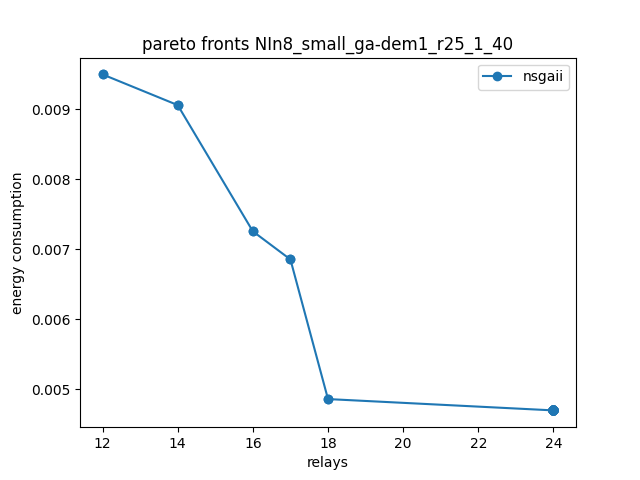 pareto fronts NIn8_small_ga-dem1_r25_1_40
nsgaii
0.009
0.008
0.007
0.006
0.005
energy consumption
12 14 16 18 20 22 24
relays